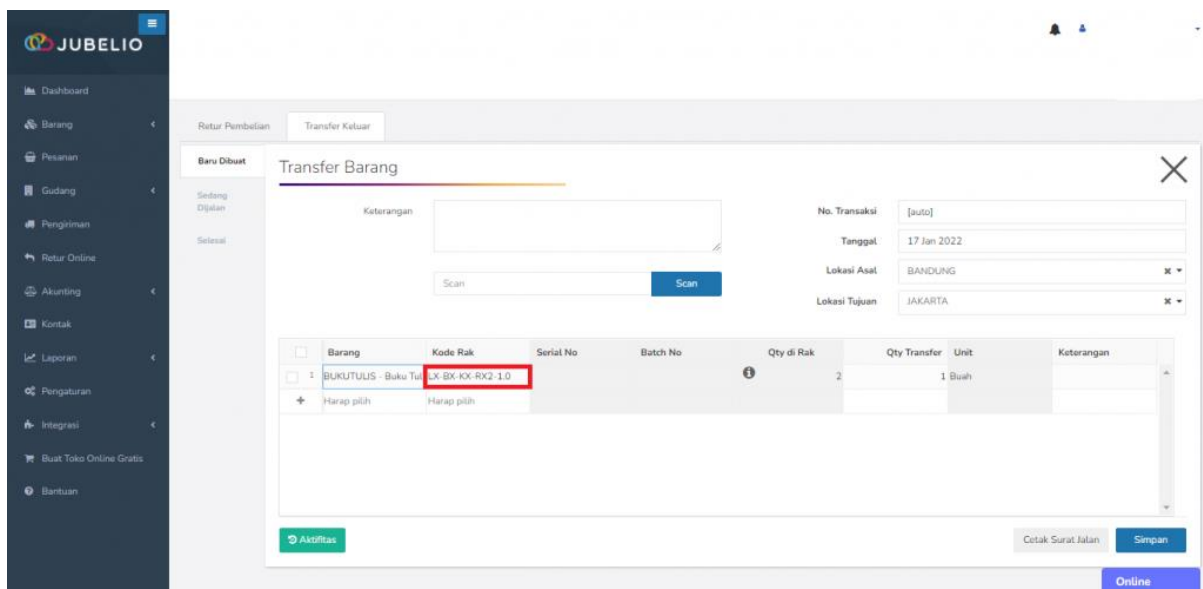 JUBELIO
Dashboard
Barang
Pesanan
Gudang
Pengiriman
Retur Online
Akunting
Kontak
Laporan
Pengaturan
Integrasi
Buat Toko Online Gratis
Bantuan
Retur Pembelian Transfer Keluar
Baru Dibuat
Sedang
Dijalan
Selesai
Transfer Barang
Keterangan
Scan Scan
No. Transaksi [auto]
Tanggal 17 Jan 2022
Lokasi Asal BANDUNG
Lokasi Tujuan JAKARTA
Barang Kode Rak Serial No Batch No Qty di Rak Qty Transfer Unit Keterangan
1 BUKUTULIS - Buku Tul LX-BX-KX-RX2-1.0 2 1 Buah
+ Harap pilih Harap pilih
Aktifitas
Cetak Surat Jalan Simpan
Online